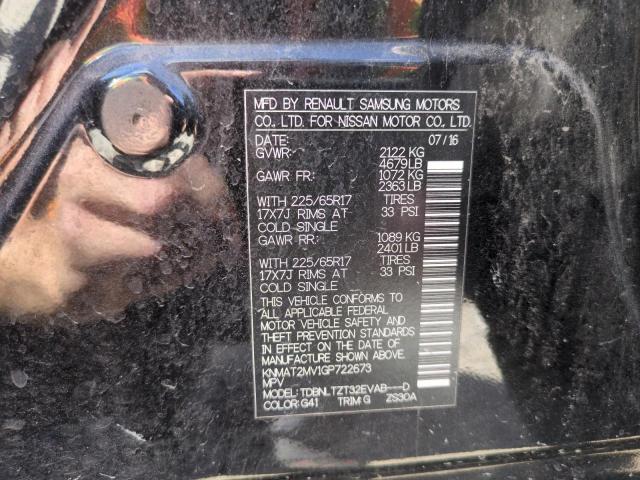 MFD BY RENAULT SAMSUNG MOTORS
CO, LTD. FOR NISSAN MOTOR CO, LTD.
DATE: 07/16
GVWR: 2122 KG
4679 LB
GAWR FR: 1072 KG
2363 LB
WITH 225/65R17 TIRES
17X7J RIMS AT 33 PSI
COLD SINGLE
GAWR RR: 1089 KG
2401 LB
WITH 225/65R17 TIRES
17X7J RIMS AT 33 PSI
COLD SINGLE
THIS VEHICLE CONFORMS TO
ALL APPLICABLE FEDERAL
MOTOR VEHICLE SAFETY AND
THEFT PREVENTION STANDARDS
IN EFFECT ON THE DATE OF
MANUFACTURE SHOWN ABOVE.
KNMAT2MV1GP722673
MPV
MODEL: TDBNLTZT32EVAB---D
COLOR: G41 TRIM: G ZS30A